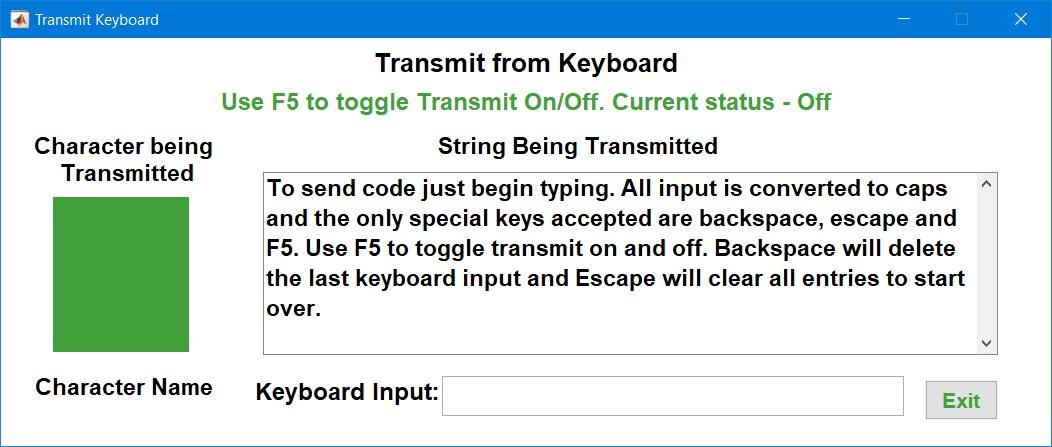 Transmit Keyboard
Transmit from Keyboard
Use F5 to toggle Transmit On/Off. Current status - Off
Character being
Transmitted
String Being Transmitted
To send code just begin typing. All input is converted to caps
and the only special keys accepted are backspace, escape and
F5. Use F5 to toggle transmit on and off. Backspace will delete
the last keyboard input and Escape will clear all entries to start
over.
Character Name
Keyboard Input:
Exit